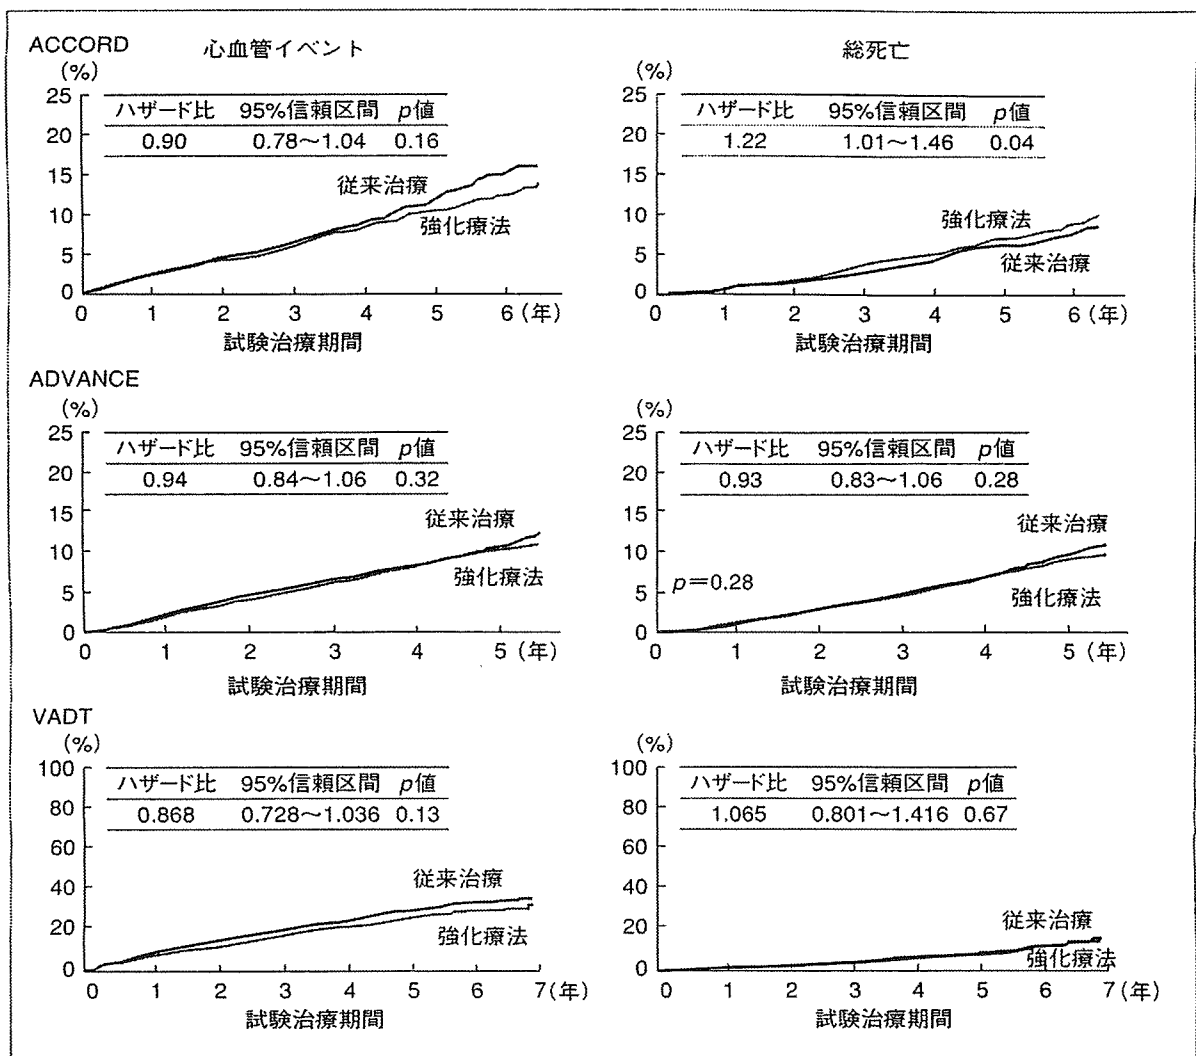 ACCORD 心血管イベント 総死亡
(%)
25
20
15
10
5
0
ハザード比 95%信頼区間 p値
0.90 0.78〜1.04 0.16
従来治療
強化療法
0 1 2 3 4 5 6 (年)
試験治療期間
(%)
25
20
15
10
5
0
ハザード比 95%信頼区間 p値
1.22 1.01〜1.46 0.04
強化療法
従来治療
0 1 2 3 4 5 6 (年)
試験治療期間
ADVANCE
(%)
25
20
15
10
5
0
ハザード比 95%信頼区間 p値
0.94 0.84〜1.06 0.32
従来治療
強化療法
0 1 2 3 4 5 (年)
試験治療期間
(%)
25
20
15
10
5
0
ハザード比 95%信頼区間 p値
0.93 0.83〜1.06 0.28
従来治療
p=0.28
強化療法
0 1 2 3 4 5 (年)
試験治療期間
VADT
(%)
100
80
60
40
20
0
ハザード比 95%信頼区間 p値
0.868 0.728〜1.036 0.13
従来治療
強化療法
0 1 2 3 4 5 6 7 (年)
試験治療期間
(%)
100
80
60
40
20
0
ハザード比 95%信頼区間 p値
1.065 0.801〜1.416 0.67
従来治療
強化療法
0 1 2 3 4 5 6 7 (年)
試験治療期間